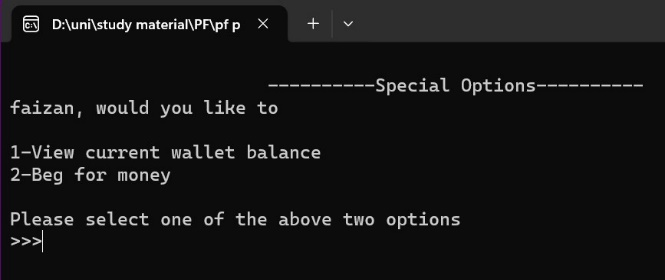 D:\uni\study material\PF\pf p
----------Special Options----------
faizan, would you like to
1-View current wallet balance
2-Beg for money
Please select one of the above two options
>>>